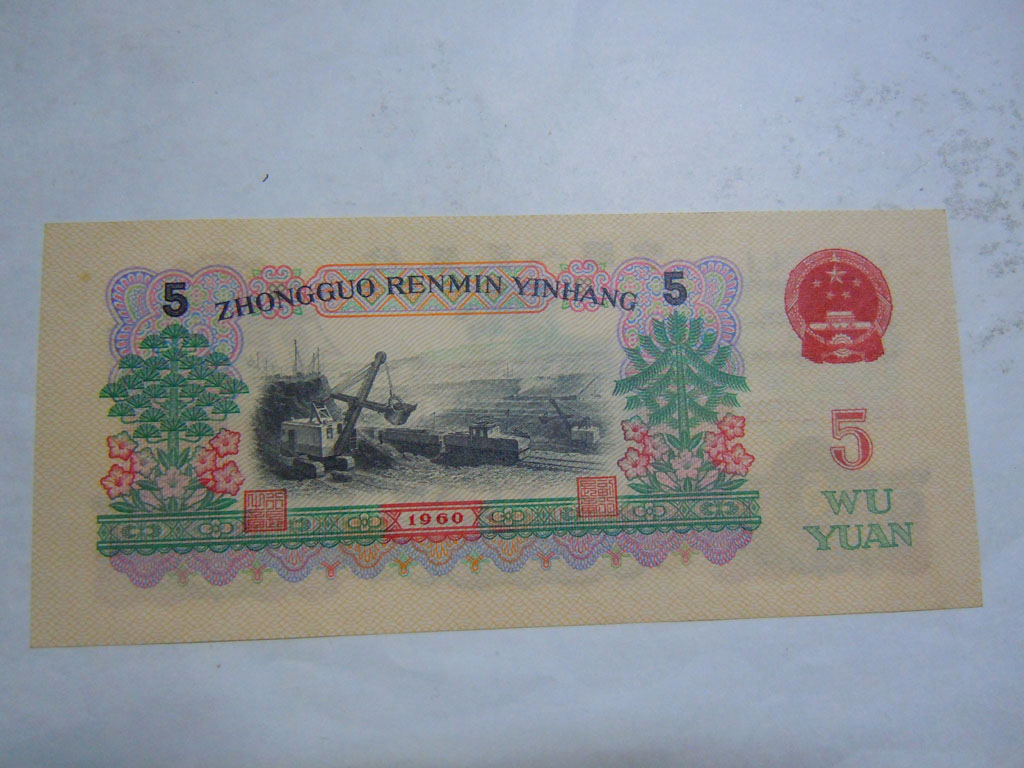 5 ZHONGGUO RENMIN YINHANG 5
5
WU
YUAN
1960